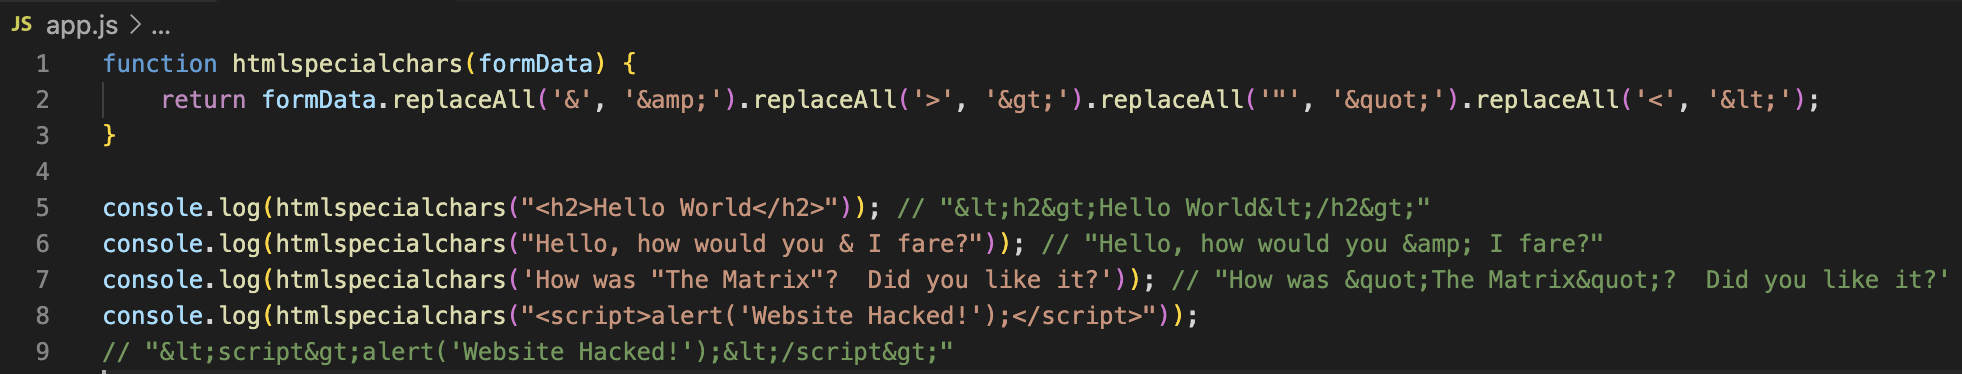 JS app.js > ...
1 function htmlspecialchars(formData) {
2 return formData.replaceAll('&', '&amp;').replaceAll('>', '&gt;').replaceAll('"', '&quot;').replaceAll('<', '&lt;');
3 }
4
5 console.log(htmlspecialchars("<h2>Hello World</h2>")); // "&lt;h2&gt;Hello World&lt;/h2&gt;"
6 console.log(htmlspecialchars("Hello, how would you & I fare?")); // "Hello, how would you &amp; I fare?"
7 console.log(htmlspecialchars('How was "The Matrix"?  Did you like it?')); // "How was &quot;The Matrix&quot;?  Did you like it?'
8 console.log(htmlspecialchars("<script>alert('Website Hacked!');</script>"));
9 // "&lt;script&gt;alert('Website Hacked!');&lt;/script&gt;"